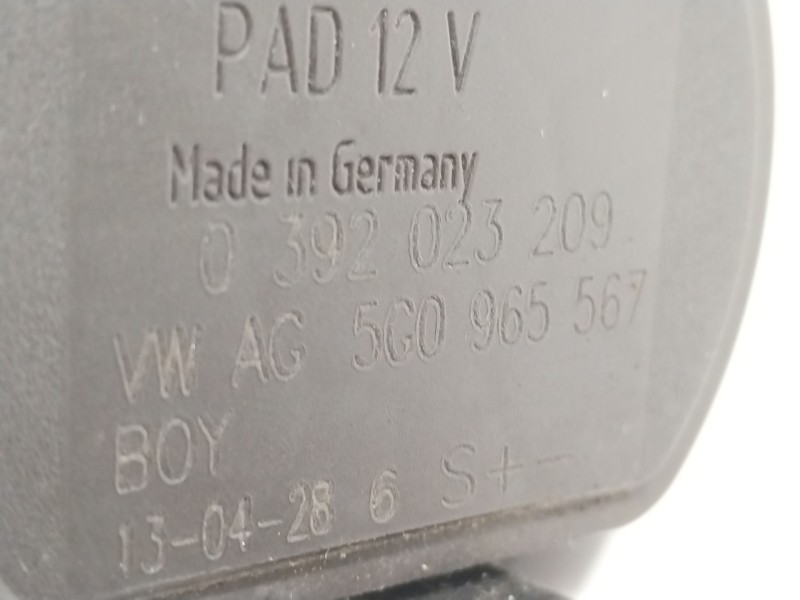 PAD 12 V
Made in Germany
0 392 023 209
VW AG 5G0 965 567
BOY
13-04-28 6 S+-